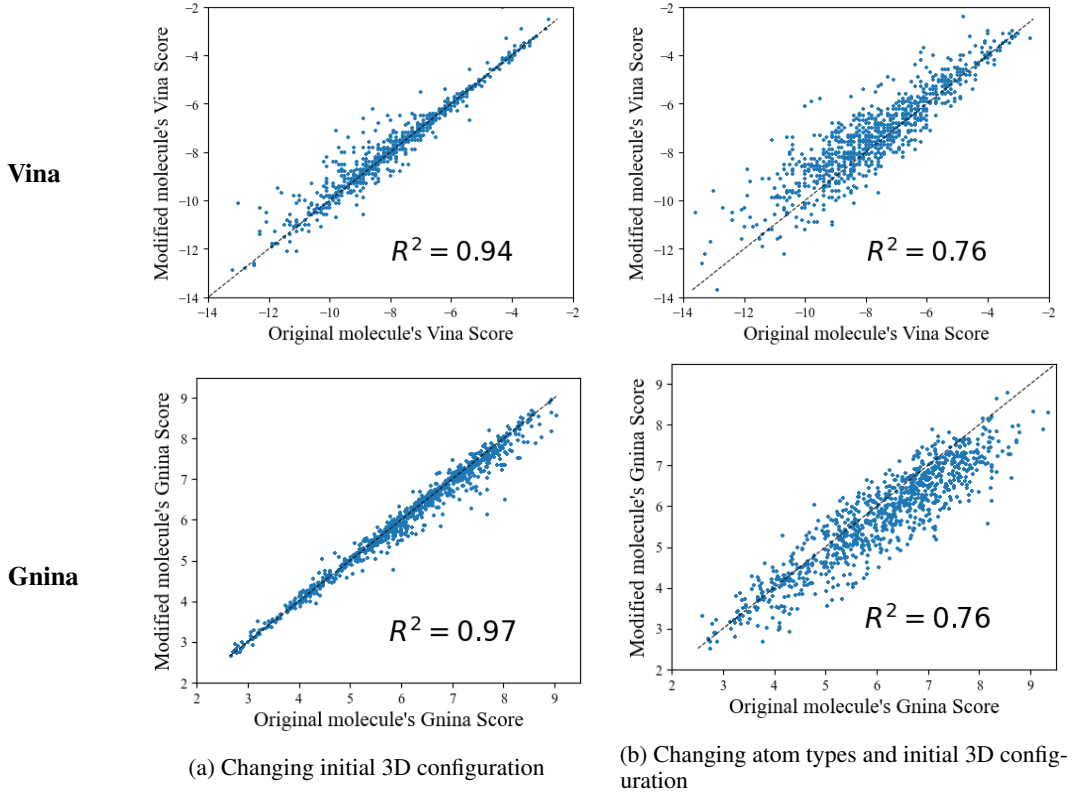 Vina
Modified molecule's Vina Score
−2
−4
−6
−8
−10
−12
−14
R² = 0.94
−14 −12 −10 −8 −6 −4 −2
Original molecule's Vina Score
Modified molecule's Vina Score
−2
−4
−6
−8
−10
−12
−14
R² = 0.76
−14 −12 −10 −8 −6 −4 −2
Original molecule's Vina Score
Gnina
Modified molecule's Gnina Score
9
8
7
6
5
4
3
2
R² = 0.97
2 3 4 5 6 7 8 9
Original molecule's Gnina Score
(a) Changing initial 3D configuration
Modified molecule's Gnina Score
9
8
7
6
5
4
3
2
R² = 0.76
2 3 4 5 6 7 8 9
Original molecule's Gnina Score
(b) Changing atom types and initial 3D config-
uration